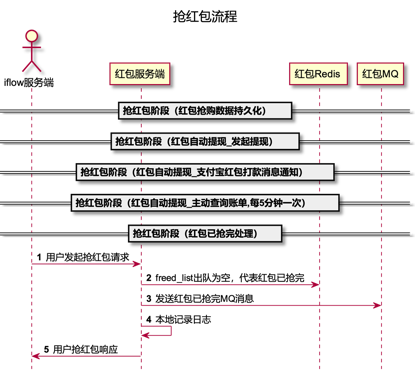 抢红包流程
iflow服务端
红包服务端
红包Redis
红包MQ
抢红包阶段（红包抢购数据持久化）
抢红包阶段（红包自动提现_发起提现）
抢红包阶段（红包自动提现_支付宝红包打款消息通知）
抢红包阶段（红包自动提现_主动查询账单,每5分钟一次）
抢红包阶段（红包已抢完处理）
1 用户发起抢红包请求
2 freed_list出队为空，代表红包已抢完
3 发送红包已抢完MQ消息
4 本地记录日志
5 用户抢红包响应